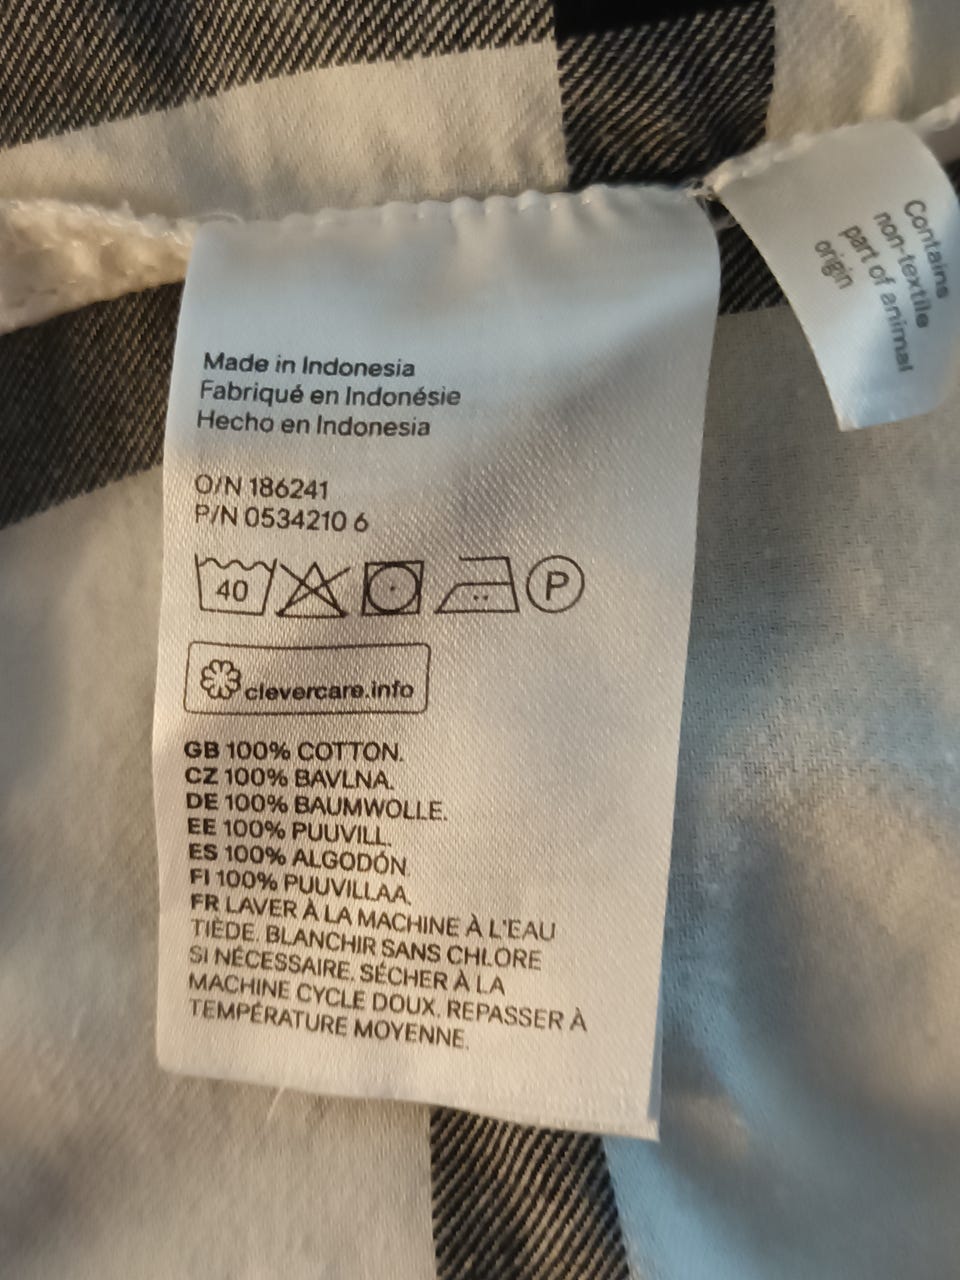 Made in Indonesia
Fabriqué en Indonésie
Hecho en Indonesia
O/N 186241
P/N 0534210 6
40
P
clevercare.info
GB 100% COTTON.
CZ 100% BAVLNA.
DE 100% BAUMWOLLE.
EE 100% PUUVILL.
ES 100% ALGODÓN.
FI 100% PUUVILLAA.
FR LAVER À LA MACHINE À L'EAU
TIÈDE. BLANCHIR SANS CHLORE
SI NÉCESSAIRE. SÉCHER À LA
MACHINE CYCLE DOUX. REPASSER À
TEMPÉRATURE MOYENNE.
Contains
non-textile
part of animal
origin